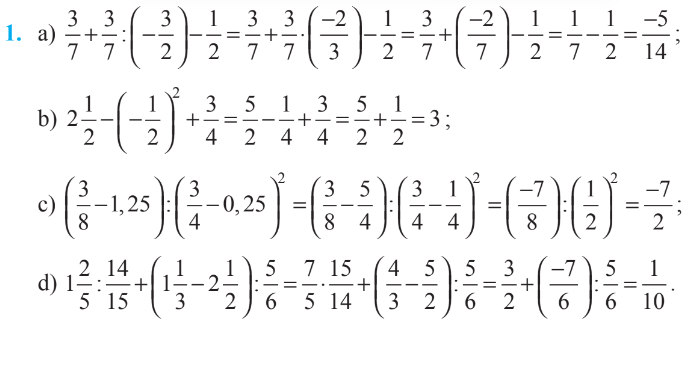 1. a) 3/7 + 3/7 : (−3/2) − 1/2 = 3/7 + 3/7 · (−2/3) − 1/2 = 3/7 + (−2/7) − 1/2 = 1/7 − 1/2 = −5/14 ;
b) 2 1/2 − (−1/2)² + 3/4 = 5/2 − 1/4 + 3/4 = 5/2 + 1/2 = 3 ;
c) (3/8 − 1,25) : (3/4 − 0,25)² = (3/8 − 5/4) : (3/4 − 1/4)² = (−7/8) : (1/2)² = −7/2 ;
d) 1 2/5 : 14/15 + (1 1/3 − 2 1/2) : 5/6 = 7/5 · 15/14 + (4/3 − 5/2) : 5/6 = 3/2 + (−7/6) : 5/6 = 1/10 .